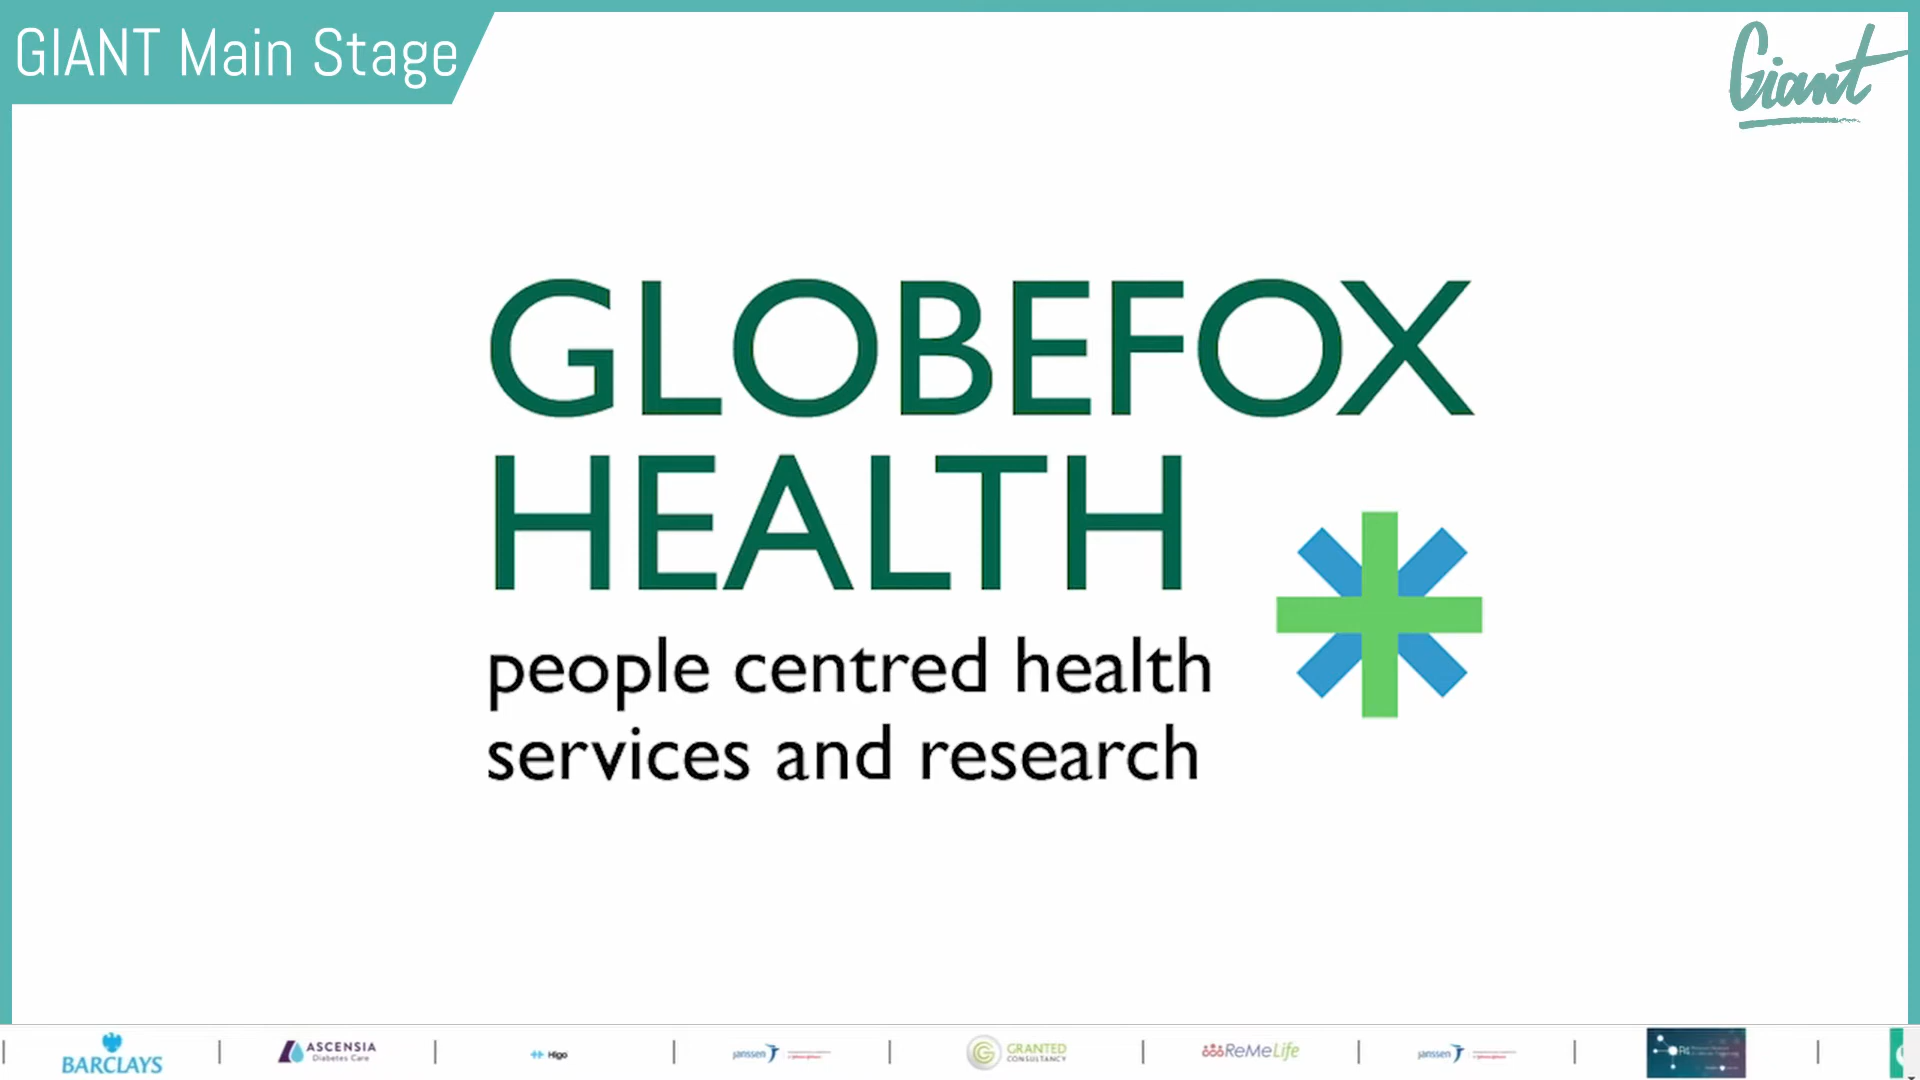 GIANT Main Stage
Giant
GLOBEFOX
HEALTH
people centred health
services and research
BARCLAYS
ASCENSIA
Diabetes Care
Higo
janssen
GRANTED
CONSULTANCY
ReMeLife
janssen